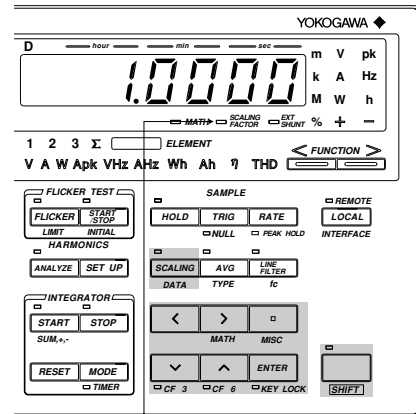 YOKOGAWA ◆
D hour min sec m V pk
1.0000 k A Hz
M W h
MATH SCALING FACTOR EXT SHUNT % + −
1 2 3 Σ ELEMENT
V A W Apk VHz AHz Wh Ah η THD < FUNCTION >
FLICKER TEST SAMPLE
REMOTE
FLICKER START /STOP HOLD TRIG RATE LOCAL
LIMIT INITIAL NULL PEAK HOLD INTERFACE
HARMONICS
ANALYZE SET UP SCALING AVG LINE FILTER
DATA TYPE fc
INTEGRATOR
START STOP < > □
SUM,+,- MATH MISC
RESET MODE ∨ ∧ ENTER
TIMER CF 3 CF 6 KEY LOCK SHIFT